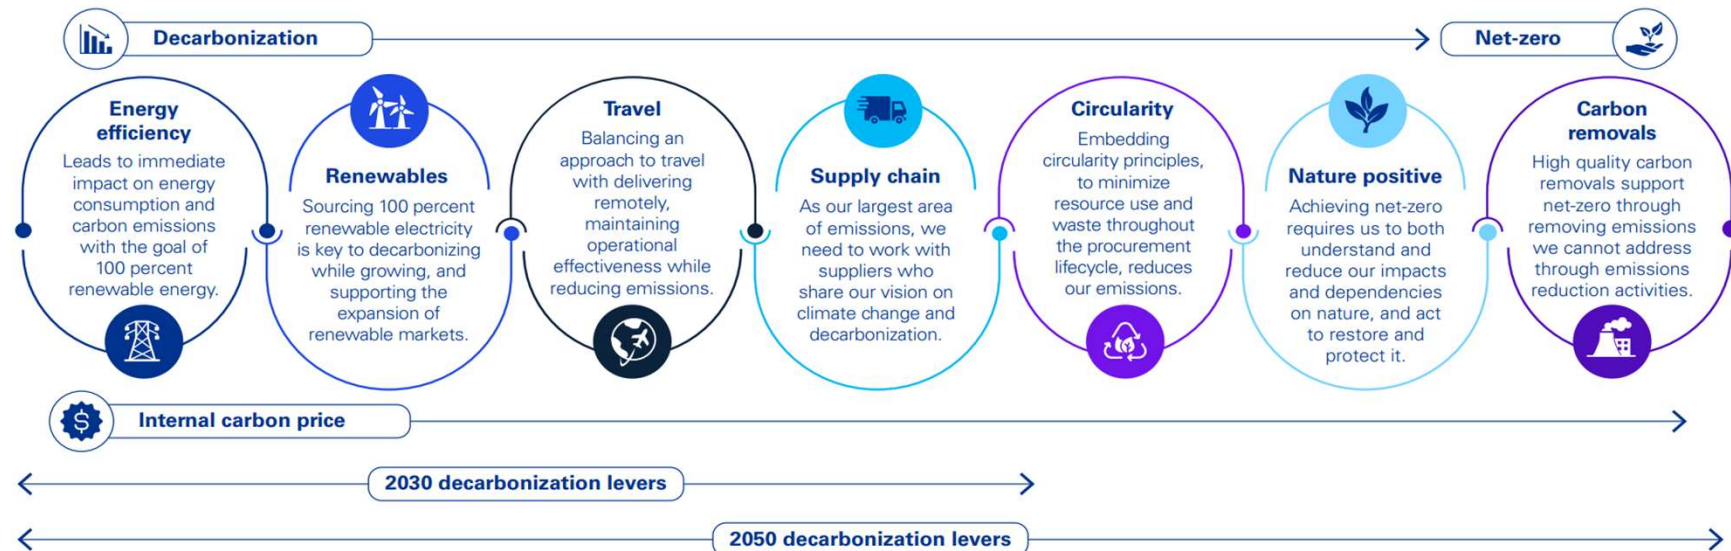 Decarbonization
Net-zero
Energy
efficiency
Leads to immediate
impact on energy
consumption and
carbon emissions
with the goal of
100 percent
renewable energy.
Renewables
Sourcing 100 percent
renewable electricity
is key to decarbonizing
while growing, and
supporting the
expansion of
renewable markets.
Travel
Balancing an
approach to travel
with delivering
remotely,
maintaining
operational
effectiveness while
reducing emissions.
Supply chain
As our largest area
of emissions, we
need to work with
suppliers who
share our vision on
climate change and
decarbonization.
Circularity
Embedding
circularity principles,
to minimize
resource use and
waste throughout
the procurement
lifecycle, reduces
our emissions.
Nature positive
Achieving net-zero
requires us to both
understand and
reduce our impacts
and dependencies
on nature, and act
to restore and
protect it.
Carbon
removals
High quality carbon
removals support
net-zero through
removing emissions
we cannot address
through emissions
reduction activities.
$
Internal carbon price
2030 decarbonization levers
2050 decarbonization levers